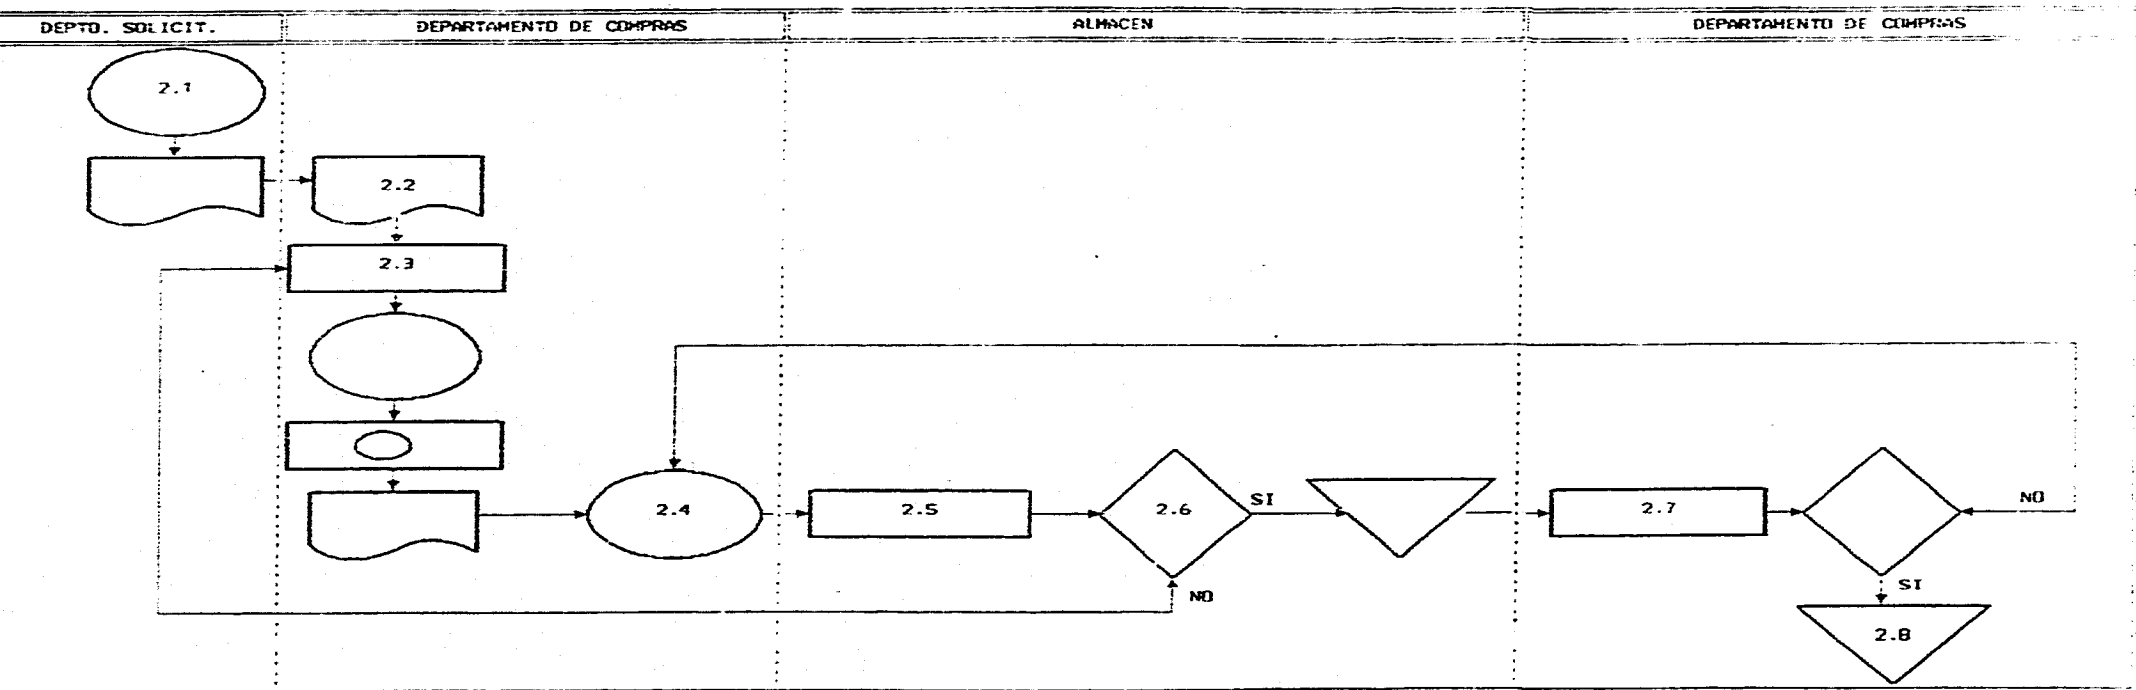 DEPTO. SOLICIT.
DEPARTAMENTO DE COMPRAS
ALMACEN
DEPARTAMENTO DE COMPRAS
2.1
2.2
2.3
2.4
2.5
2.6
SI
NO
2.7
NO
SI
2.8